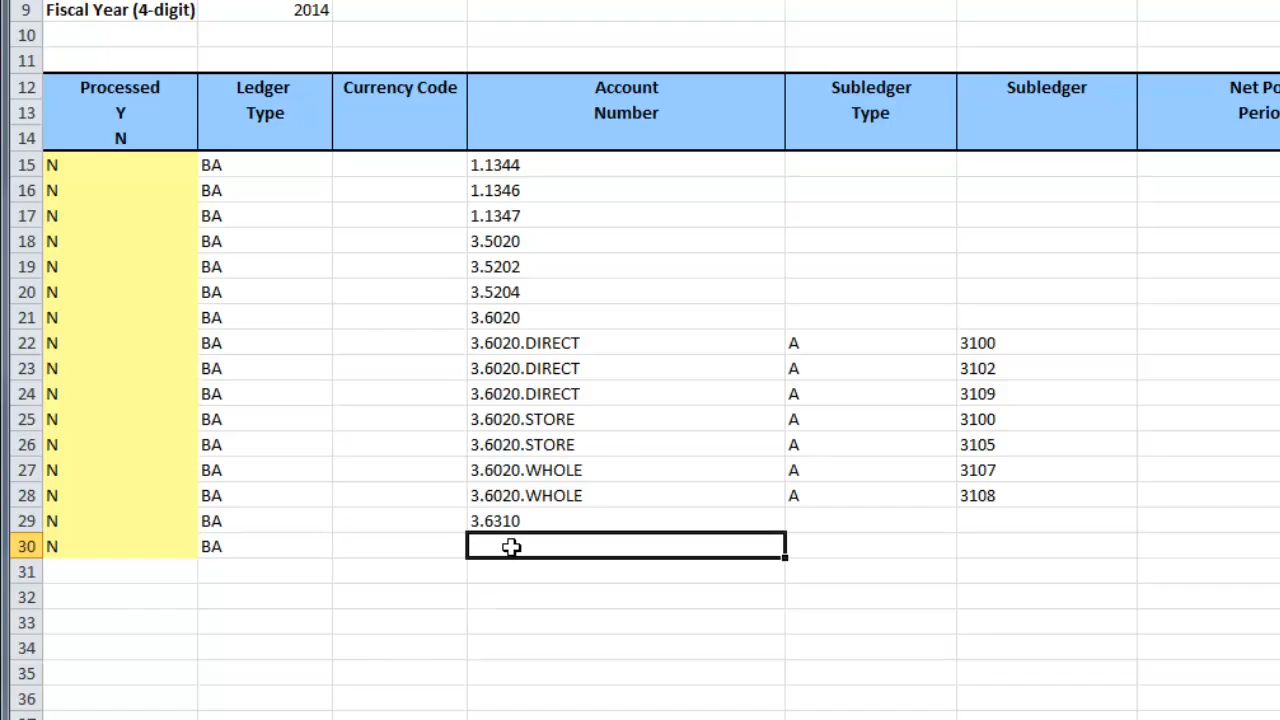 9 Fiscal Year (4-digit) 2014
10
11
12 Processed Ledger Currency Code Account Subledger Subledger Net Po
13 Y Type Number Type Perio
14 N
15 N BA 1.1344
16 N BA 1.1346
17 N BA 1.1347
18 N BA 3.5020
19 N BA 3.5202
20 N BA 3.5204
21 N BA 3.6020
22 N BA 3.6020.DIRECT A 3100
23 N BA 3.6020.DIRECT A 3102
24 N BA 3.6020.DIRECT A 3109
25 N BA 3.6020.STORE A 3100
26 N BA 3.6020.STORE A 3105
27 N BA 3.6020.WHOLE A 3107
28 N BA 3.6020.WHOLE A 3108
29 N BA 3.6310
30 N BA
31
32
33
34
35
36